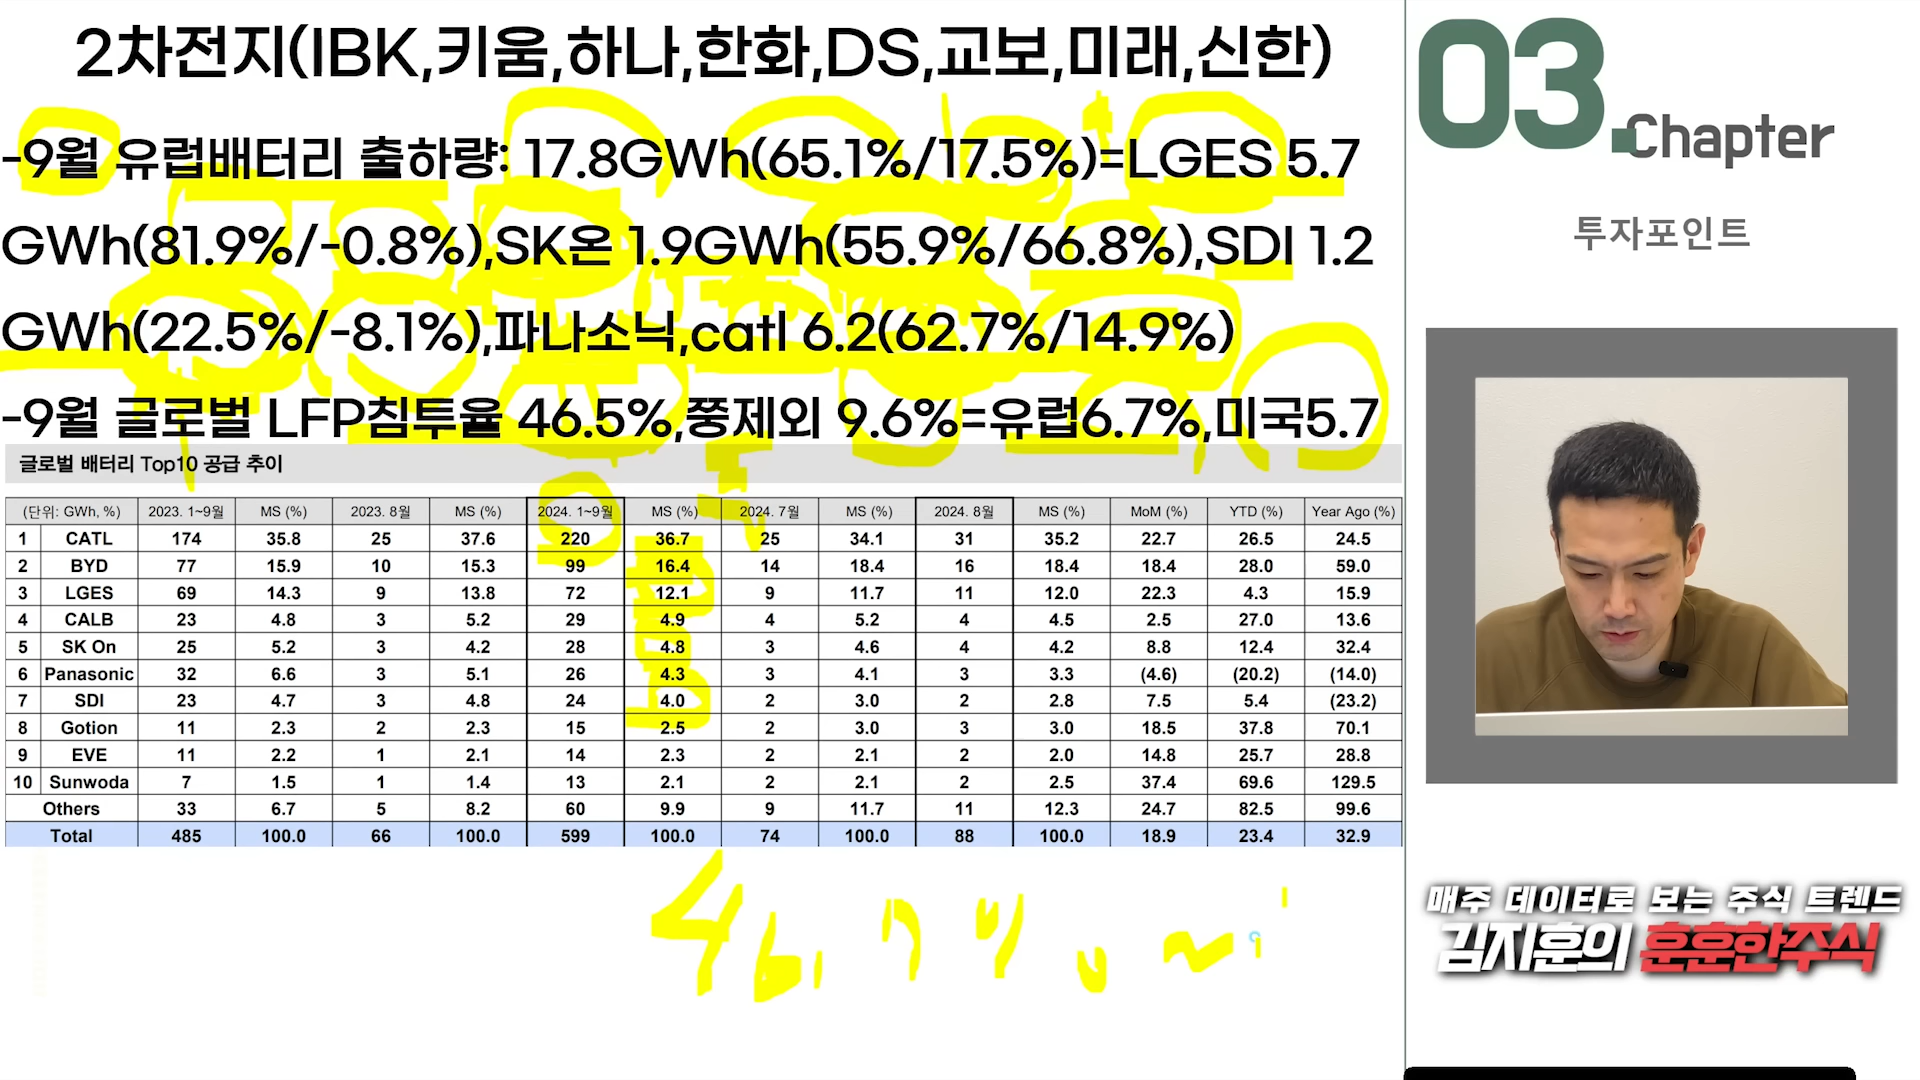 2차전지(IBK,키움,하나,한화,DS,교보,미래,신한)
-9월 유럽배터리 출하량: 17.8GWh(65.1%/17.5%)=LGES 5.7
GWh(81.9%/-0.8%),SK온 1.9GWh(55.9%/66.8%),SDI 1.2
GWh(22.5%/-8.1%),파나소닉,catl 6.2(62.7%/14.9%)
-9월 글로벌 LFP침투율 46.5%,쭝제외 9.6%=유럽6.7%,미국5.7
글로벌 배터리 Top10 공급 추이
(단위: GWh, %) 2023. 1~9월 MS (%) 2023. 8월 MS (%) 2024. 1~9월 MS (%) 2024. 7월 MS (%) 2024. 8월 MS (%) MoM (%) YTD (%) Year Ago (%)
1 CATL 174 35.8 25 37.6 220 36.7 25 34.1 31 35.2 22.7 26.5 24.5
2 BYD 77 15.9 10 15.3 99 16.4 14 18.4 16 18.4 18.4 28.0 59.0
3 LGES 69 14.3 9 13.8 72 12.1 9 11.7 11 12.0 22.3 4.3 15.9
4 CALB 23 4.8 3 5.2 29 4.9 4 5.2 4 4.5 2.5 27.0 13.6
5 SK On 25 5.2 3 4.2 28 4.8 3 4.6 4 4.2 8.8 12.4 32.4
6 Panasonic 32 6.6 3 5.1 26 4.3 3 4.1 3 3.3 (4.6) (20.2) (14.0)
7 SDI 23 4.7 3 4.8 24 4.0 2 3.0 2 2.8 7.5 5.4 (23.2)
8 Gotion 11 2.3 2 2.3 15 2.5 2 3.0 3 3.0 18.5 37.8 70.1
9 EVE 11 2.2 1 2.1 14 2.3 2 2.1 2 2.0 14.8 25.7 28.8
10 Sunwoda 7 1.5 1 1.4 13 2.1 2 2.1 2 2.5 37.4 69.6 129.5
Others 33 6.7 5 8.2 60 9.9 9 11.7 11 12.3 24.7 82.5 99.6
Total 485 100.0 66 100.0 599 100.0 74 100.0 88 100.0 18.9 23.4 32.9
03.Chapter
투자포인트
매주 데이터로 보는 주식 트렌드
김지훈의 훈훈한주식